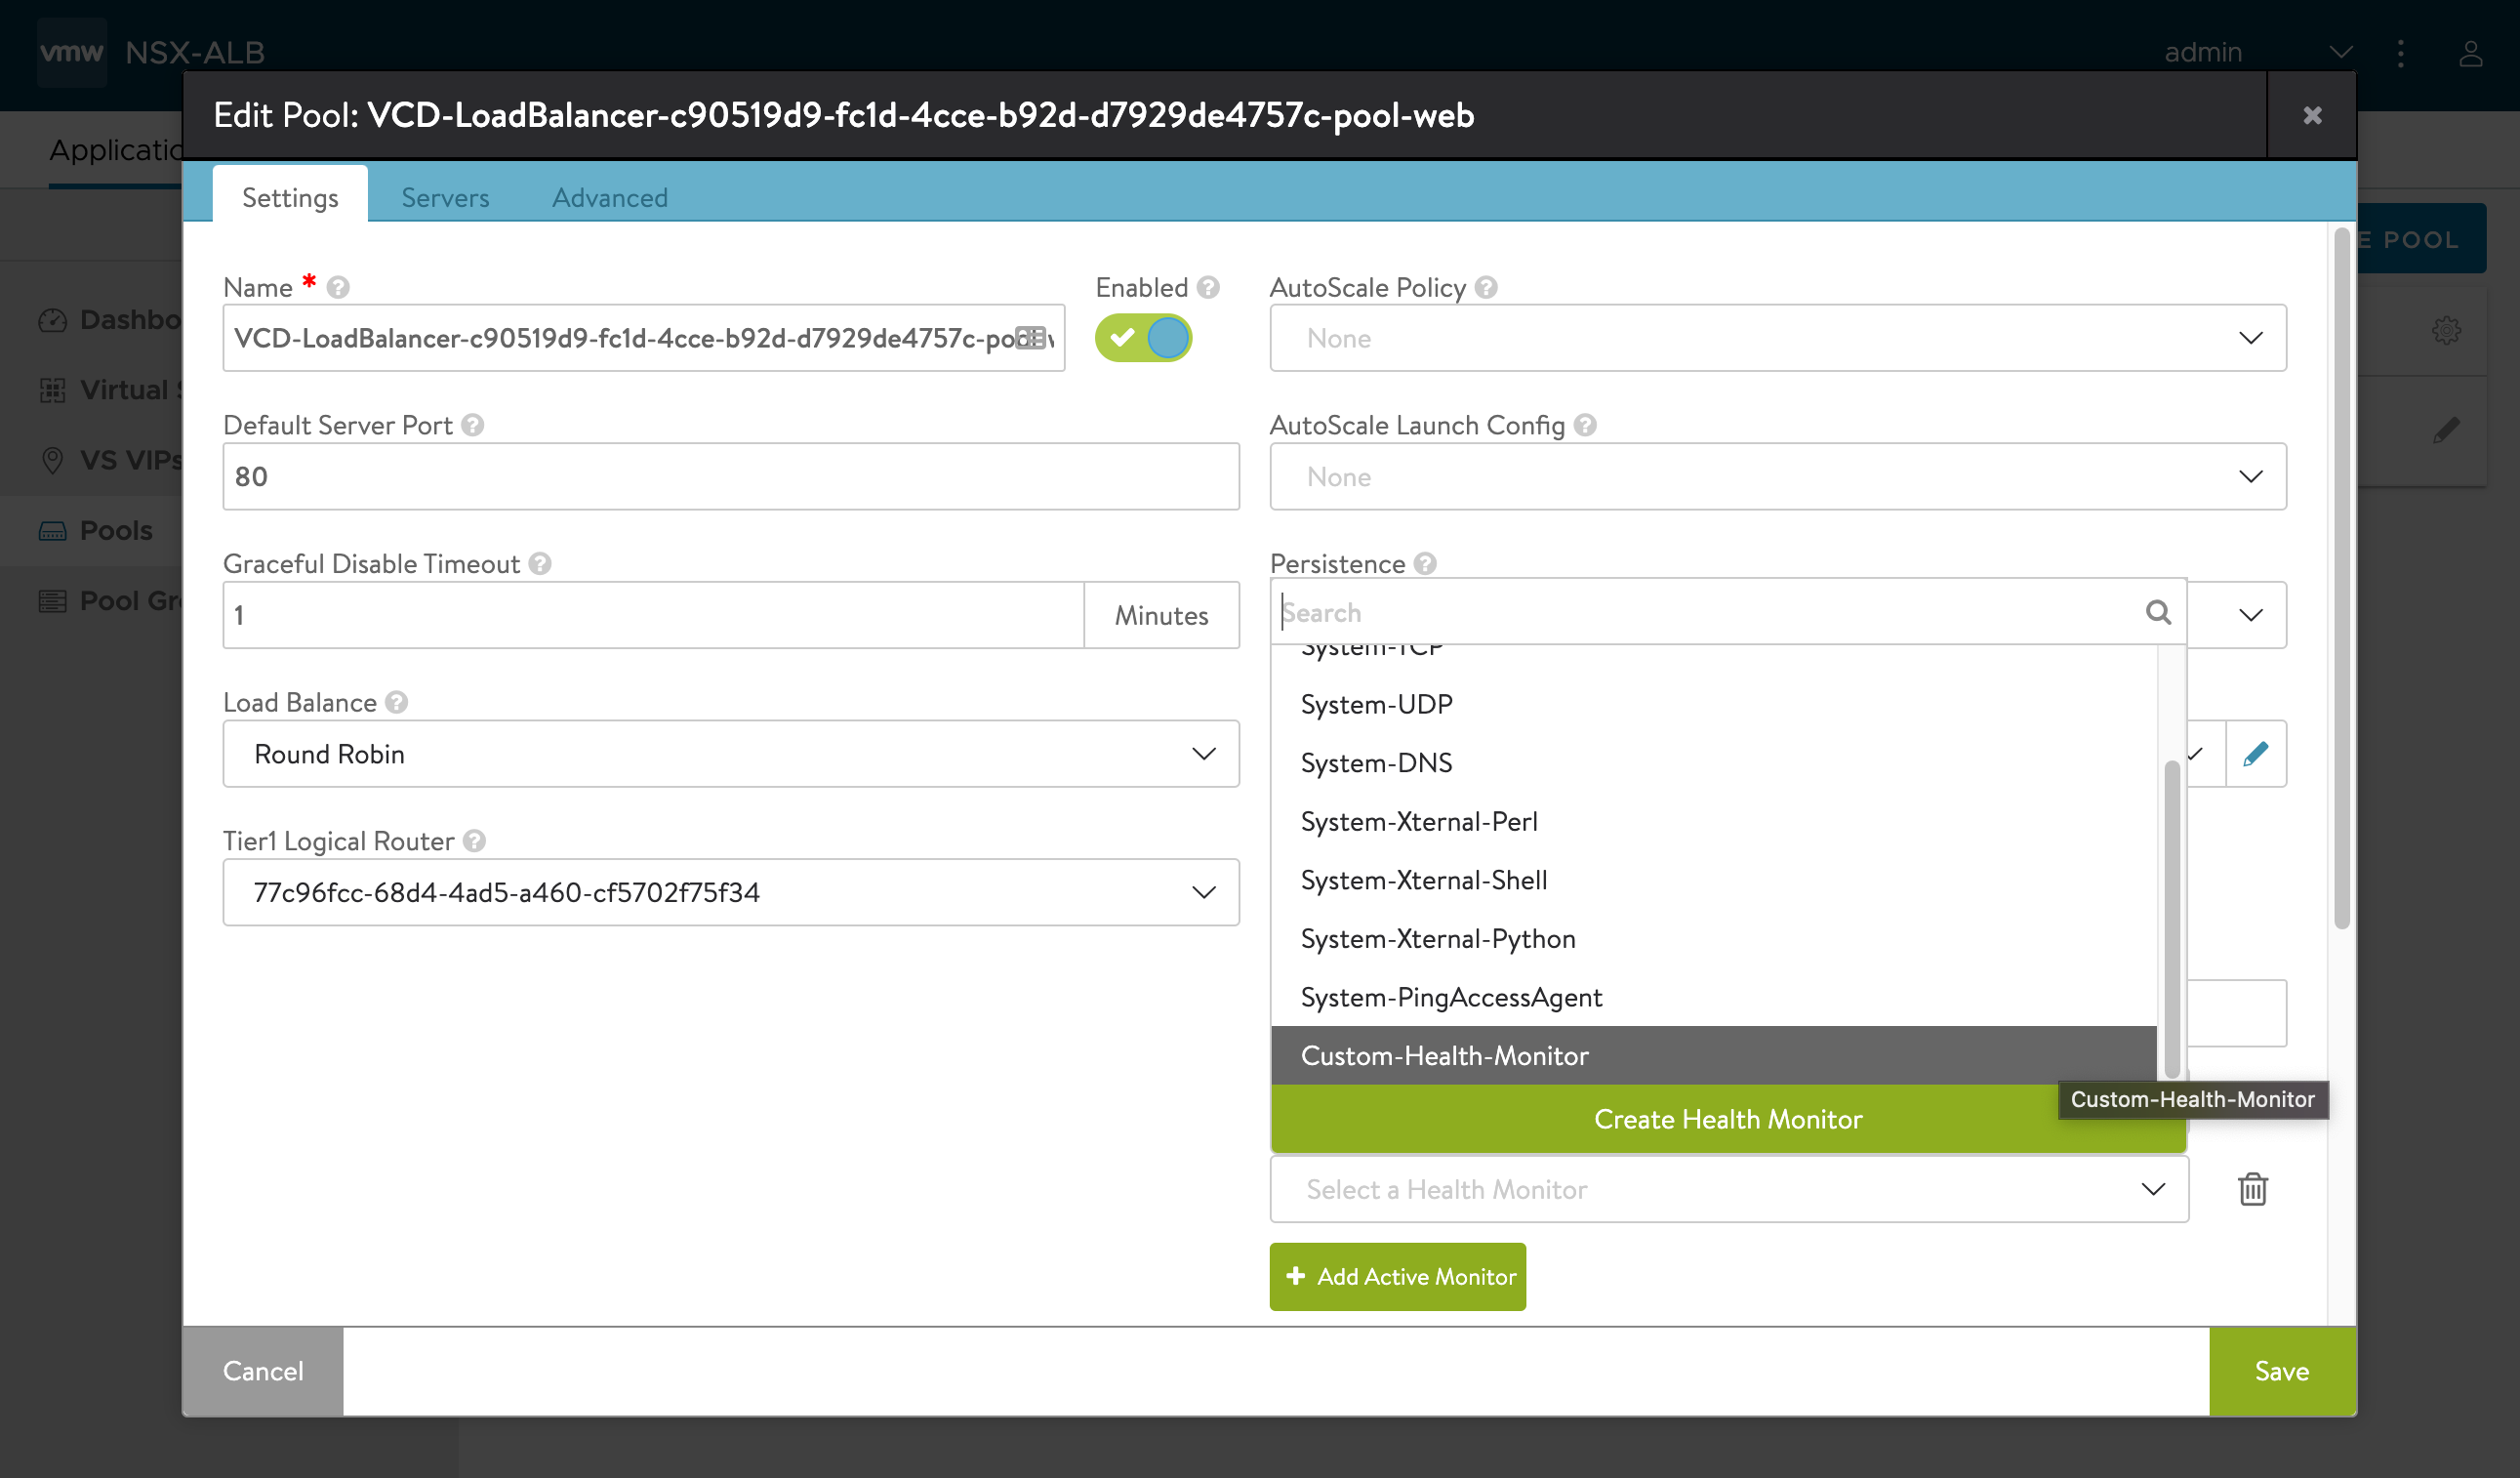 vmw NSX-ALB
admin
Edit Pool: VCD-LoadBalancer-c90519d9-fc1d-4cce-b92d-d7929de4757c-pool-web
Applicatio
Settings
Servers
Advanced
E POOL
Dashbo
Virtual S
VS VIPs
Pools
Pool Gr
Name *
VCD-LoadBalancer-c90519d9-fc1d-4cce-b92d-d7929de4757c-pool-w
Enabled
Default Server Port
80
Graceful Disable Timeout
1
Minutes
Load Balance
Round Robin
Tier1 Logical Router
77c96fcc-68d4-4ad5-a460-cf5702f75f34
AutoScale Policy
None
AutoScale Launch Config
None
Persistence
Search
System-TCP
System-UDP
System-DNS
System-Xternal-Perl
System-Xternal-Shell
System-Xternal-Python
System-PingAccessAgent
Custom-Health-Monitor
Custom-Health-Monitor
Create Health Monitor
Select a Health Monitor
Add Active Monitor
Cancel
Save